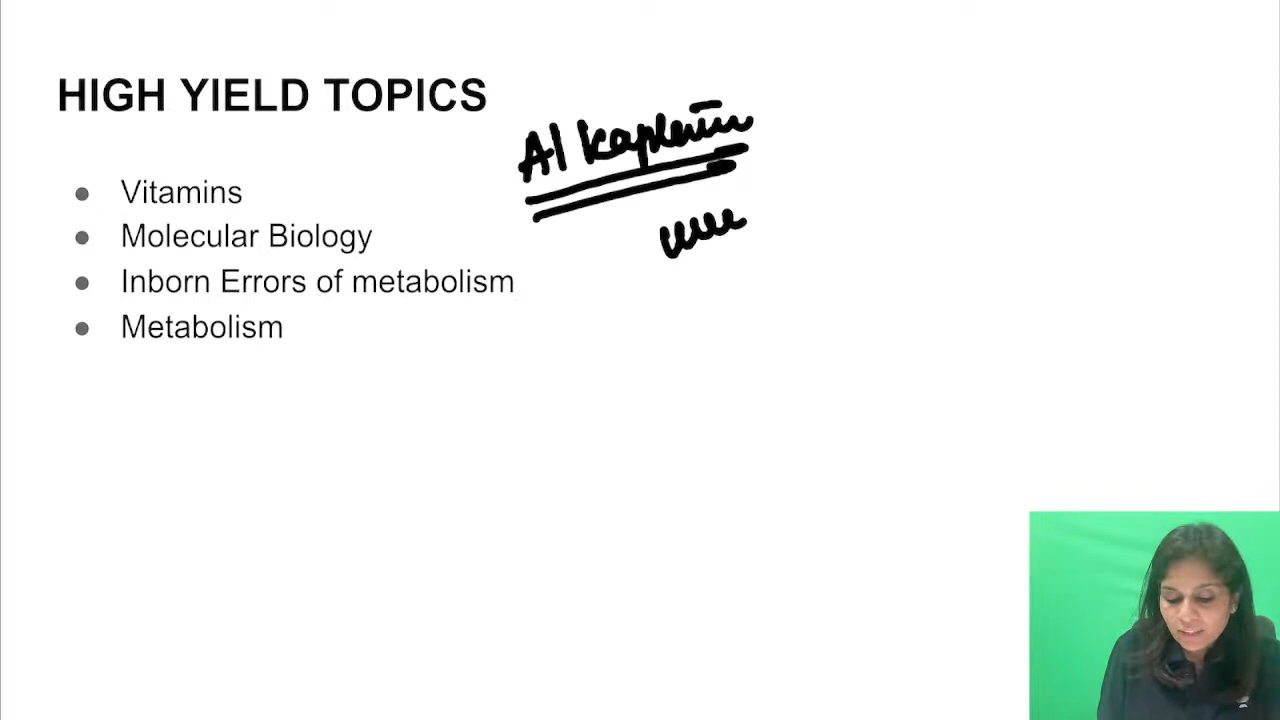 HIGH YIELD TOPICS
Vitamins
Molecular Biology
Inborn Errors of metabolism
Metabolism